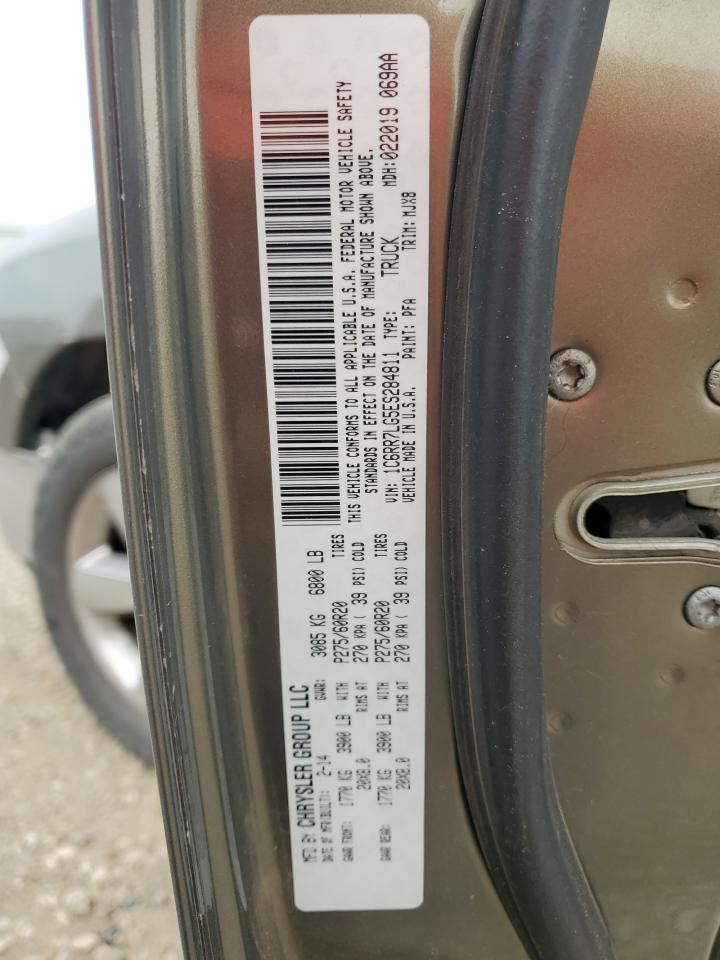 MFD BY CHRYSLER GROUP LLC
DATE OF MFR(BUILT): 2-14 GVWR: 3085 KG 6800 LB
GAWR FRONT: 1770 KG 3900 LB WITH P275/60R20 TIRES
20X8.0 RIMS AT 270 KPA ( 39 PSI) COLD
GAWR REAR: 1770 KG 3900 LB WITH P275/60R20 TIRES
20X8.0 RIMS AT 270 KPA ( 39 PSI) COLD
THIS VEHICLE CONFORMS TO ALL APPLICABLE U.S.A. FEDERAL MOTOR VEHICLE SAFETY
STANDARDS IN EFFECT ON THE DATE OF MANUFACTURE SHOWN ABOVE.
VIN: 1C6RR7LG5ES284811 TYPE: TRUCK MDH:022019 069AA
VEHICLE MADE IN U.S.A. PAINT: PFA TRIM: MJX8